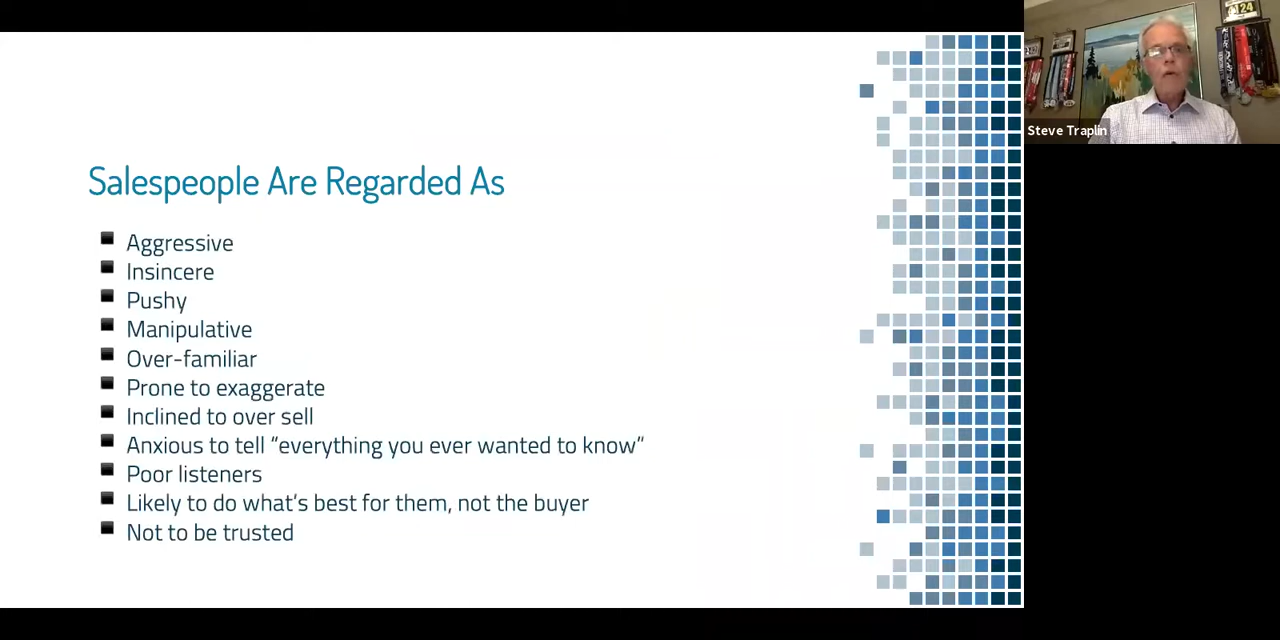 Salespeople Are Regarded As
Aggressive
Insincere
Pushy
Manipulative
Over-familiar
Prone to exaggerate
Inclined to over sell
Anxious to tell “everything you ever wanted to know”
Poor listeners
Likely to do what’s best for them, not the buyer
Not to be trusted
124
Steve Traplin